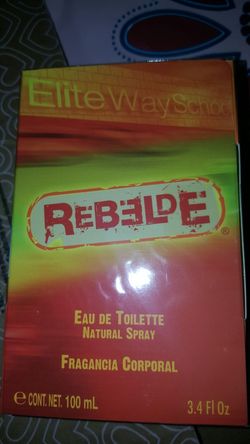 Elite Way School
REBELDE ®
EAU DE TOILETTE
NATURAL SPRAY
FRAGANCIA CORPORAL
℮ CONT. NET. 100 mL
3.4 Fl Oz